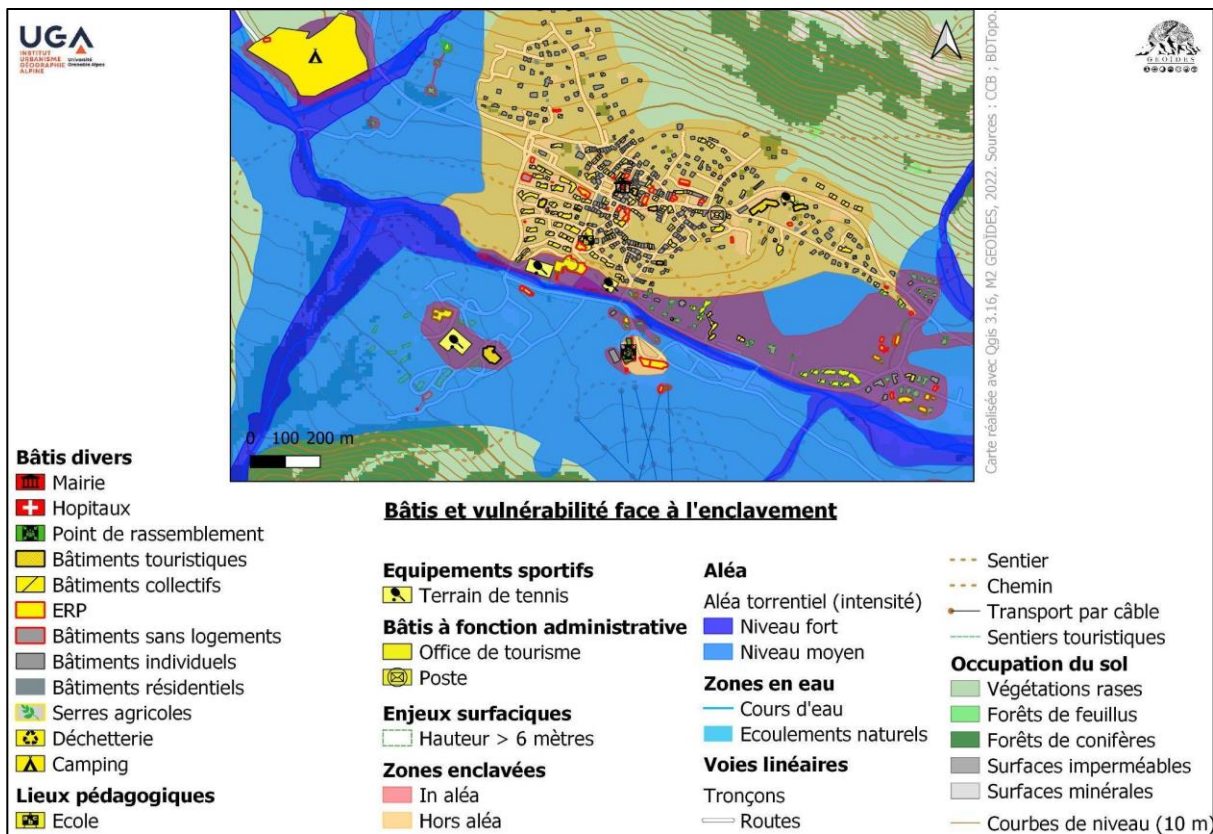 UGA
INSTITUT
URBANISME
GÉOGRAPHIE
ALPINE
Université
Grenoble Alpes
GEOÏDES
Carte réalisée avec Qgis 3.16, M2 GEOÏDES, 2022. Sources : CCB ; BDTopo.
0 100 200 m
Bâtis divers
Mairie
Hopitaux
Point de rassemblement
Bâtiments touristiques
Bâtiments collectifs
ERP
Bâtiments sans logements
Bâtiments individuels
Bâtiments résidentiels
Serres agricoles
Déchetterie
Camping
Lieux pédagogiques
Ecole
Bâtis et vulnérabilité face à l'enclavement
Equipements sportifs
Terrain de tennis
Bâtis à fonction administrative
Office de tourisme
Poste
Enjeux surfaciques
Hauteur > 6 mètres
Zones enclavées
In aléa
Hors aléa
Aléa
Aléa torrentiel (intensité)
Niveau fort
Niveau moyen
Zones en eau
Cours d'eau
Ecoulements naturels
Voies linéaires
Tronçons
Routes
Sentier
Chemin
Transport par câble
Sentiers touristiques
Occupation du sol
Végétations rases
Forêts de feuillus
Forêts de conifères
Surfaces imperméables
Surfaces minérales
Courbes de niveau (10 m)